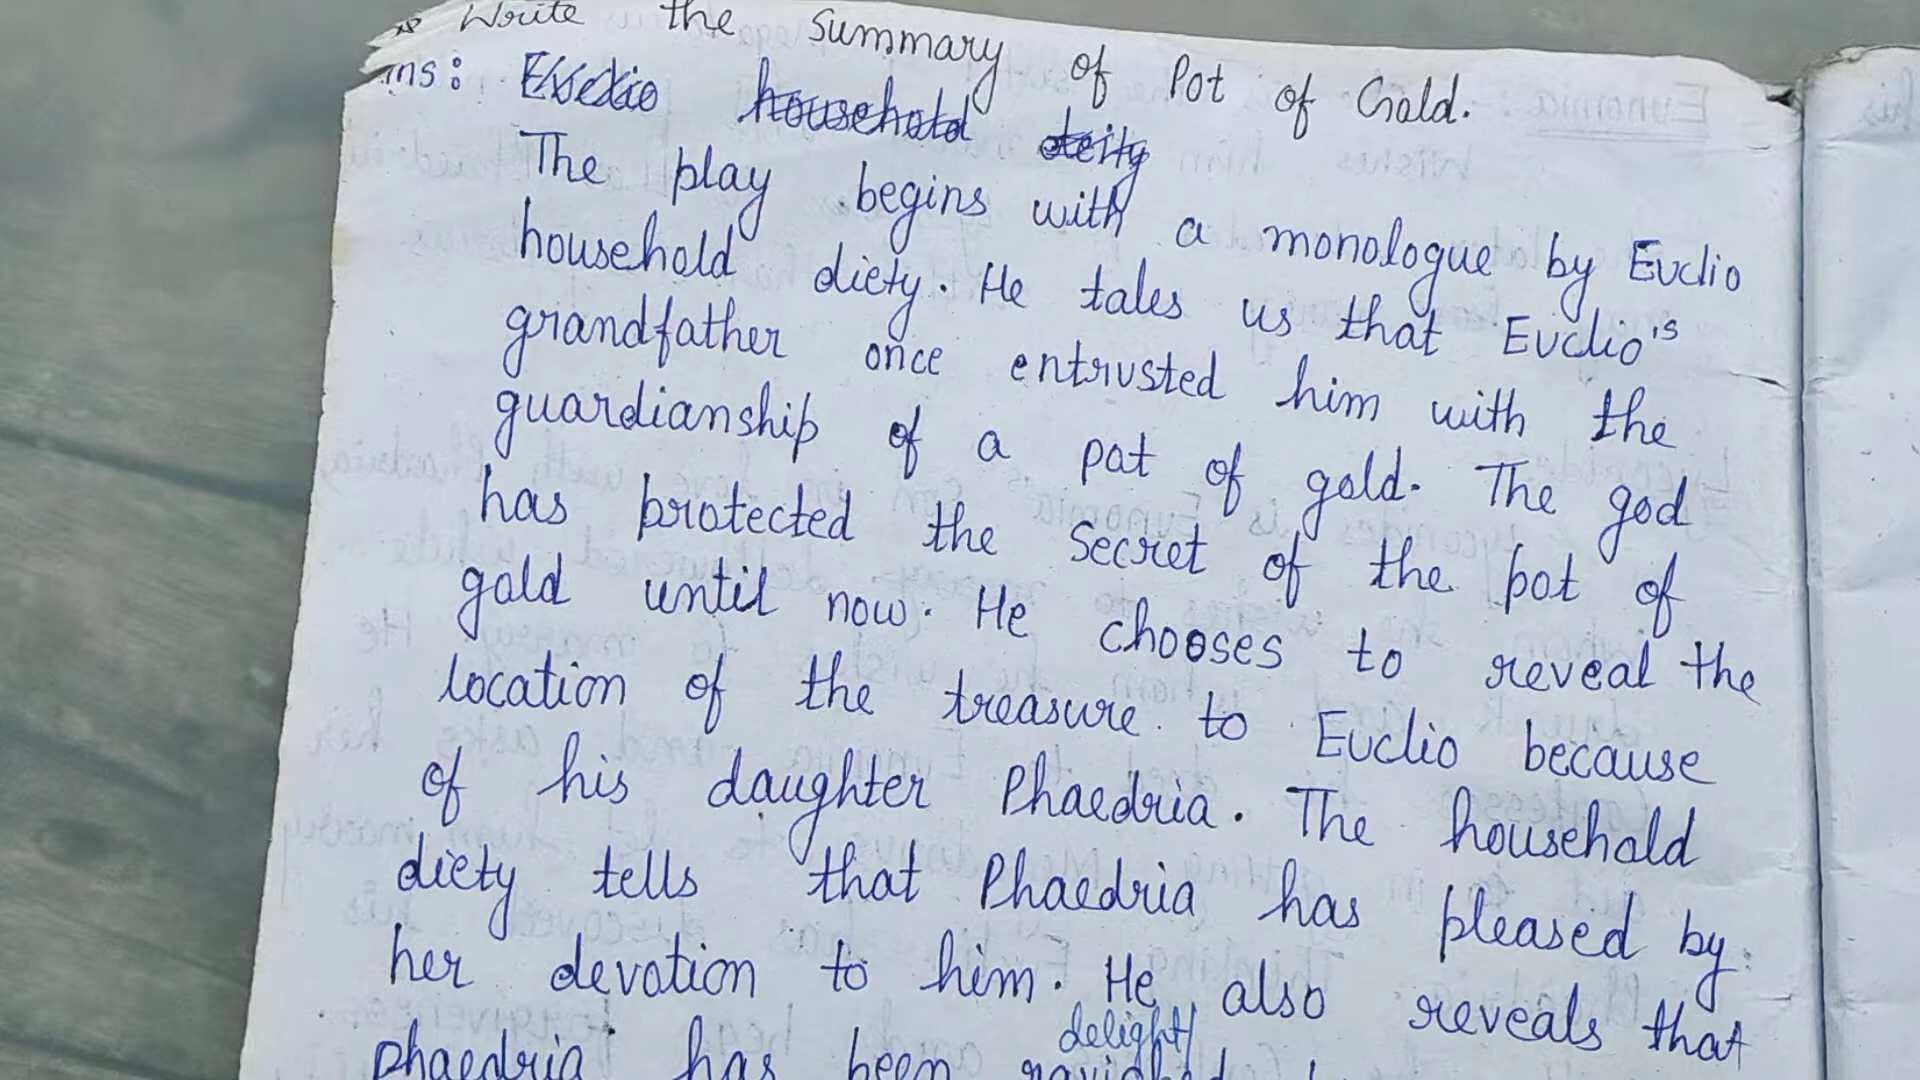 Write the Summary of Pot of Gold.
ns: Euclio household deity
The play begins with a monologue by Euclio
household diety. He tales us that Euclio's
grandfather once entrusted him with the
guardianship of a pot of gold. The god
has protected the secret of the pot of
gold until now. He chooses to reveal the
location of the treasure to Euclio because
of his daughter Phaedria. The household
diety tells that Phaedria has pleased by
her devotion to him. He also reveals that
delight/
Phaedria has been ravished